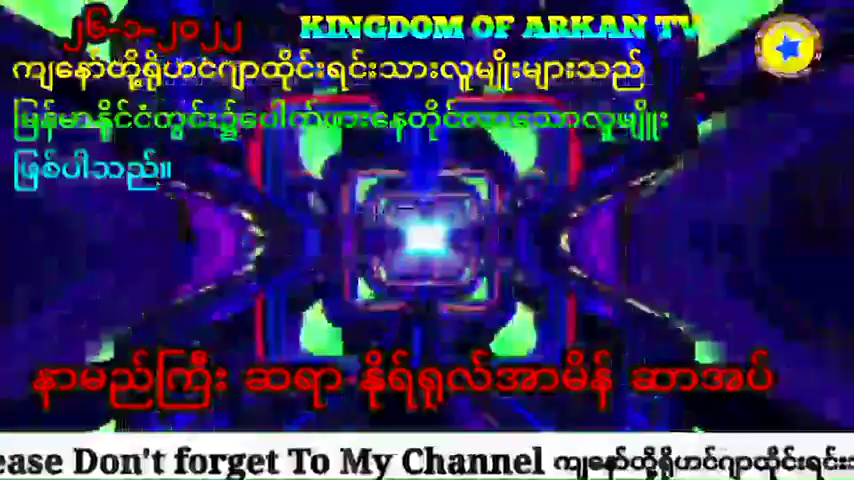 ၂၆-၁-၂၀၂၂
KINGDOM OF ARKAN TV
ကျနော်တို့ရိုဟင်ဂျာထိုင်းရင်းသားလူမျိုးများသည်
မြန်မာနိုင်ငံတွင်း၌ပေါက်ဖွားနေတိုင်လာသောလူမျိုး
ဖြစ်ပါသည်။
နာမည်ကြီး ဆရာ နိုရ်ရုလ်အာမိန် ဆာအပ်
ease Don't forget To My Channel ကျနော်တို့ရိုဟင်ဂျာထိုင်းရင်းသ